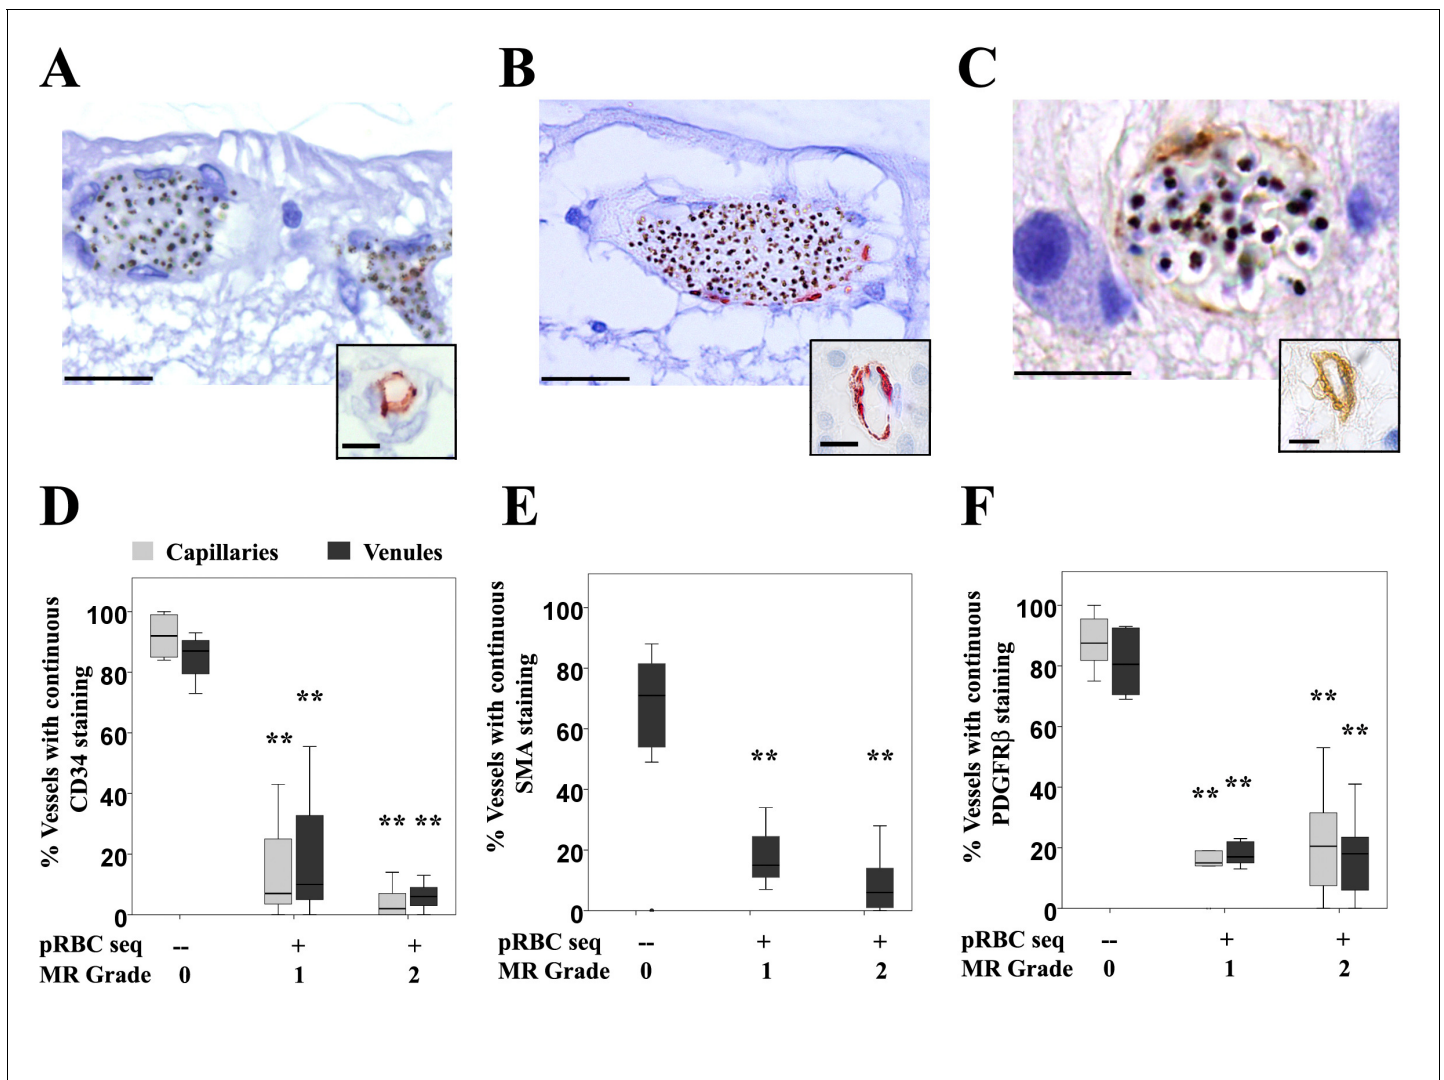 A
B
C
D
E
F
Capillaries
Venules
% Vessels with continuous
CD34 staining
100
80
60
40
20
0
**
**
**
**
pRBC seq
--
+
+
MR Grade
0
1
2
% Vessels with continuous
SMA staining
100
80
60
40
20
0
**
**
pRBC seq
--
+
+
MR Grade
0
1
2
% Vessels with continuous
PDGFRβ staining
100
80
60
40
20
0
**
**
**
**
pRBC seq
--
+
+
MR Grade
0
1
2